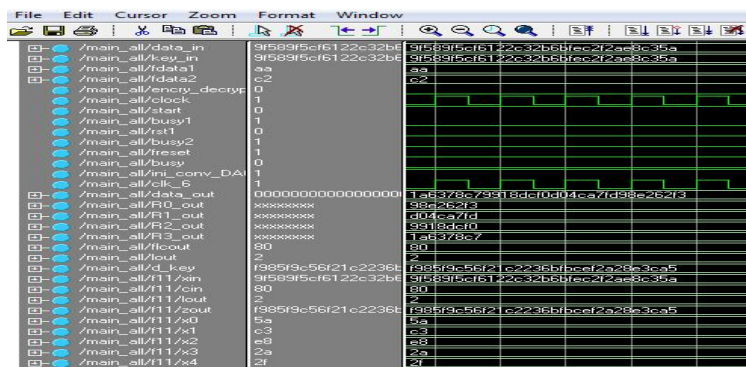 File Edit Cursor Zoom Format Window
/main_all/data_in 9f589f5cf6122c32b6 9f589f5cf6122c32b6bfec2f2ae8c35a
/main_all/key_in 9f589f5cf6122c32b6 9f589f5cf6122c32b6bfec2f2ae8c35a
/main_all/fdata1 aa aa
/main_all/fdata2 c2 c2
/main_all/encry_decryp 0
/main_all/clock 1
/main_all/start 0
/main_all/busy1 1
/main_all/rst1 0
/main_all/busy2 1
/main_all/freset 1
/main_all/busy 0
/main_all/ini_conv_DA 1
/main_all/clk_6 1
/main_all/data_out 00000000000000000 1a6378c79918dcf0d04ca7fd98e262f3
/main_all/R0_out xxxxxxxx 98e262f3
/main_all/R1_out xxxxxxxx d04ca7fd
/main_all/R2_out xxxxxxxx 9918dcf0
/main_all/R3_out xxxxxxxx 1a6378c7
/main_all/flcout 80 80
/main_all/lout 2 2
/main_all/d_key f985f9c56f21c2236b f985f9c56f21c2236bfbcef2a28e3ca5
/main_all/f11/xin 9f589f5cf6122c32b6 9f589f5cf6122c32b6bfec2f2ae8c35a
/main_all/f11/cin 80 80
/main_all/f11/lout 2 2
/main_all/f11/zout f985f9c56f21c2236b f985f9c56f21c2236bfbcef2a28e3ca5
/main_all/f11/x0 5a 5a
/main_all/f11/x1 c3 c3
/main_all/f11/x2 e8 e8
/main_all/f11/x3 2a 2a
/main_all/f11/x4 2f 2f